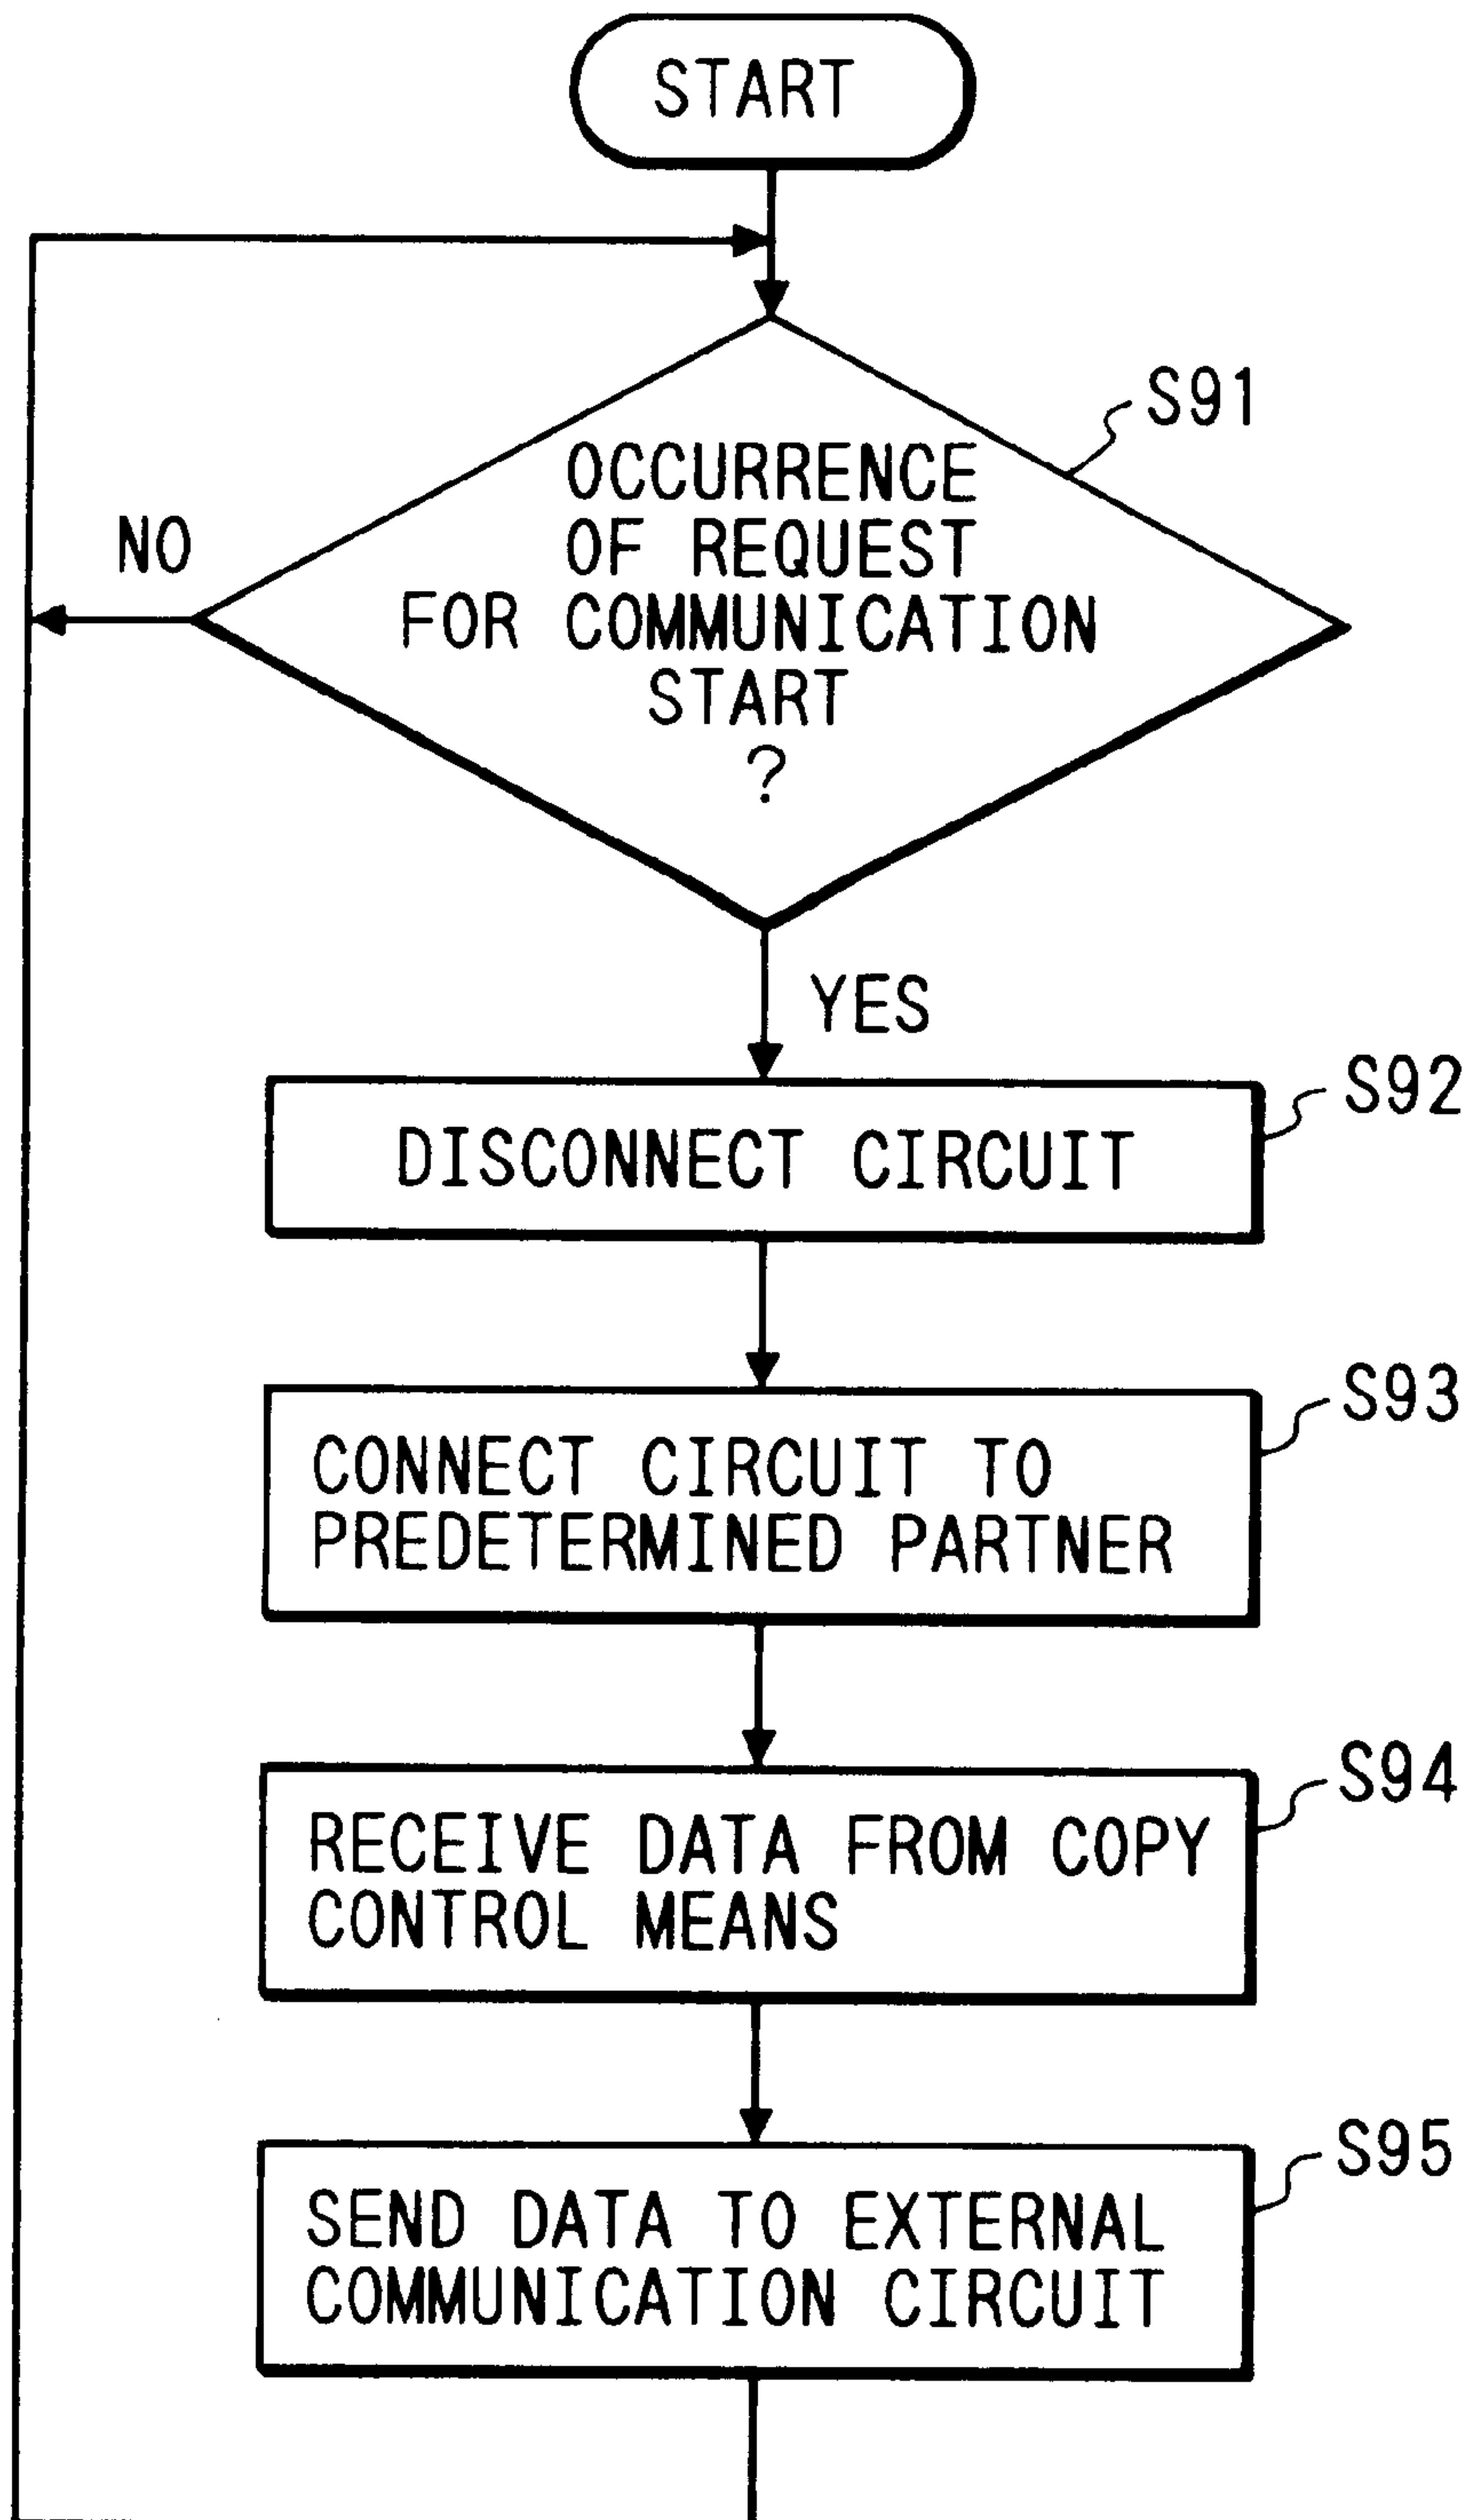 START
S91
OCCURRENCE
OF REQUEST
FOR COMMUNICATION
START
?
NO
YES
S92
DISCONNECT CIRCUIT
S93
CONNECT CIRCUIT TO
PREDETERMINED PARTNER
S94
RECEIVE DATA FROM COPY
CONTROL MEANS
S95
SEND DATA TO EXTERNAL
COMMUNICATION CIRCUIT